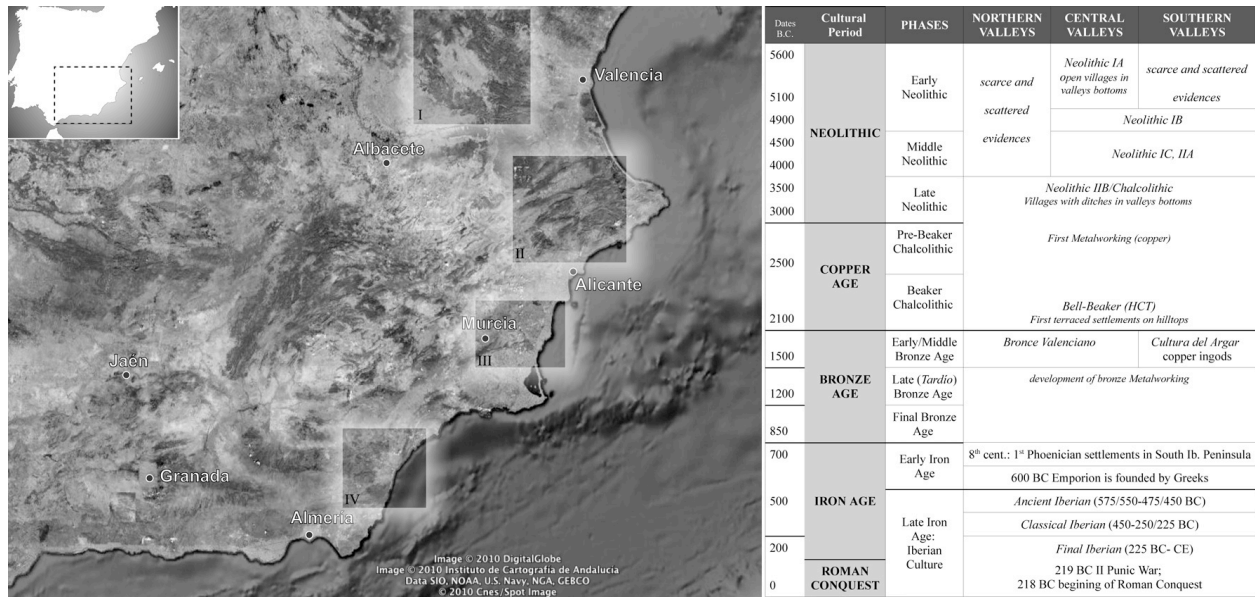 I
Valencia
Albacete
II
Alicante
Murcia
III
Jaën
Granada
IV
Almeria
Image © 2010 DigitalGlobe
Image © 2010 Instituto de Cartografía de Andalucia
Data SIO, NOAA, U.S. Navy, NGA, GEBCO
© 2010 Cnes/Spot Image
Dates
B.C.
Cultural
Period
PHASES
NORTHERN
VALLEYS
CENTRAL
VALLEYS
SOUTHERN
VALLEYS
5600
5100
4900
4500
4000
3500
3000
NEOLITHIC
Early
Neolithic
scarce and
scattered
evidences
Neolithic IA
open villages in
valleys bottoms
scarce and scattered
evidences
Neolithic IB
Middle
Neolithic
Neolithic IC, IIA
Late
Neolithic
Neolithic IIB/Chalcolithic
Villages with ditches in valleys bottoms
2500
2100
COPPER
AGE
Pre-Beaker
Chalcolithic
First Metalworking (copper)
Beaker
Chalcolithic
Bell-Beaker (HCT)
First terraced settlements on hilltops
1500
1200
850
BRONZE
AGE
Early/Middle
Bronze Age
Bronce Valenciano
Cultura del Argar
copper ingods
Late (Tardío)
Bronze Age
development of bronze Metalworking
Final Bronze
Age
700
500
200
IRON AGE
Early Iron
Age
8th cent.: 1st Phoenician settlements in South Ib. Peninsula
600 BC Emporion is founded by Greeks
Late Iron
Age:
Iberian
Culture
Ancient Iberian (575/550-475/450 BC)
Classical Iberian (450-250/225 BC)
Final Iberian (225 BC- CE)
0
ROMAN
CONQUEST
219 BC II Punic War;
218 BC begining of Roman Conquest